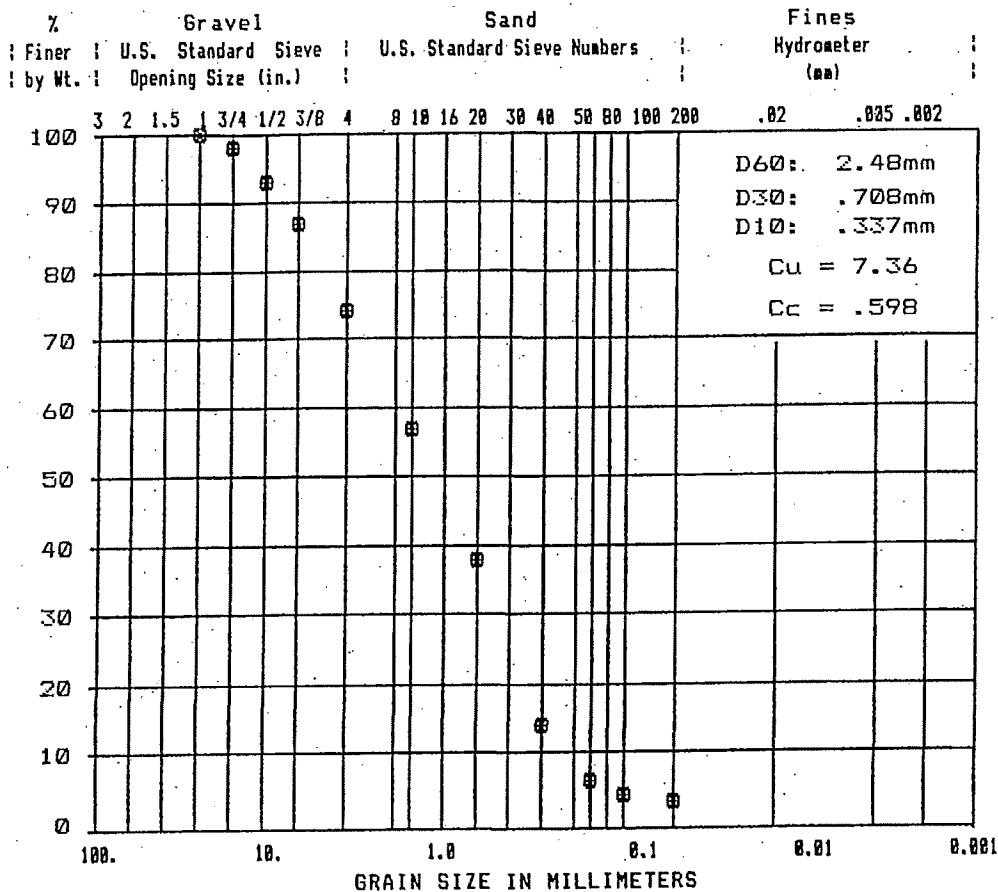 % Gravel Sand Fines
¦ Finer ¦ U.S. Standard Sieve ¦ U.S. Standard Sieve Numbers ¦ Hydrometer ¦
¦ by Wt. ¦ Opening Size (in.) ¦ ¦ (mm) ¦
3 2 1.5 1 3/4 1/2 3/8 4 8 10 16 20 30 40 50 80 100 200 .02 .005 .002
100
D60: 2.48mm
D30: .708mm
90
D10: .337mm
Cu = 7.36
80
Cc = .598
70
60
50
40
30
20
10
0
100. 10. 1.0 0.1 0.01 0.001
GRAIN SIZE IN MILLIMETERS